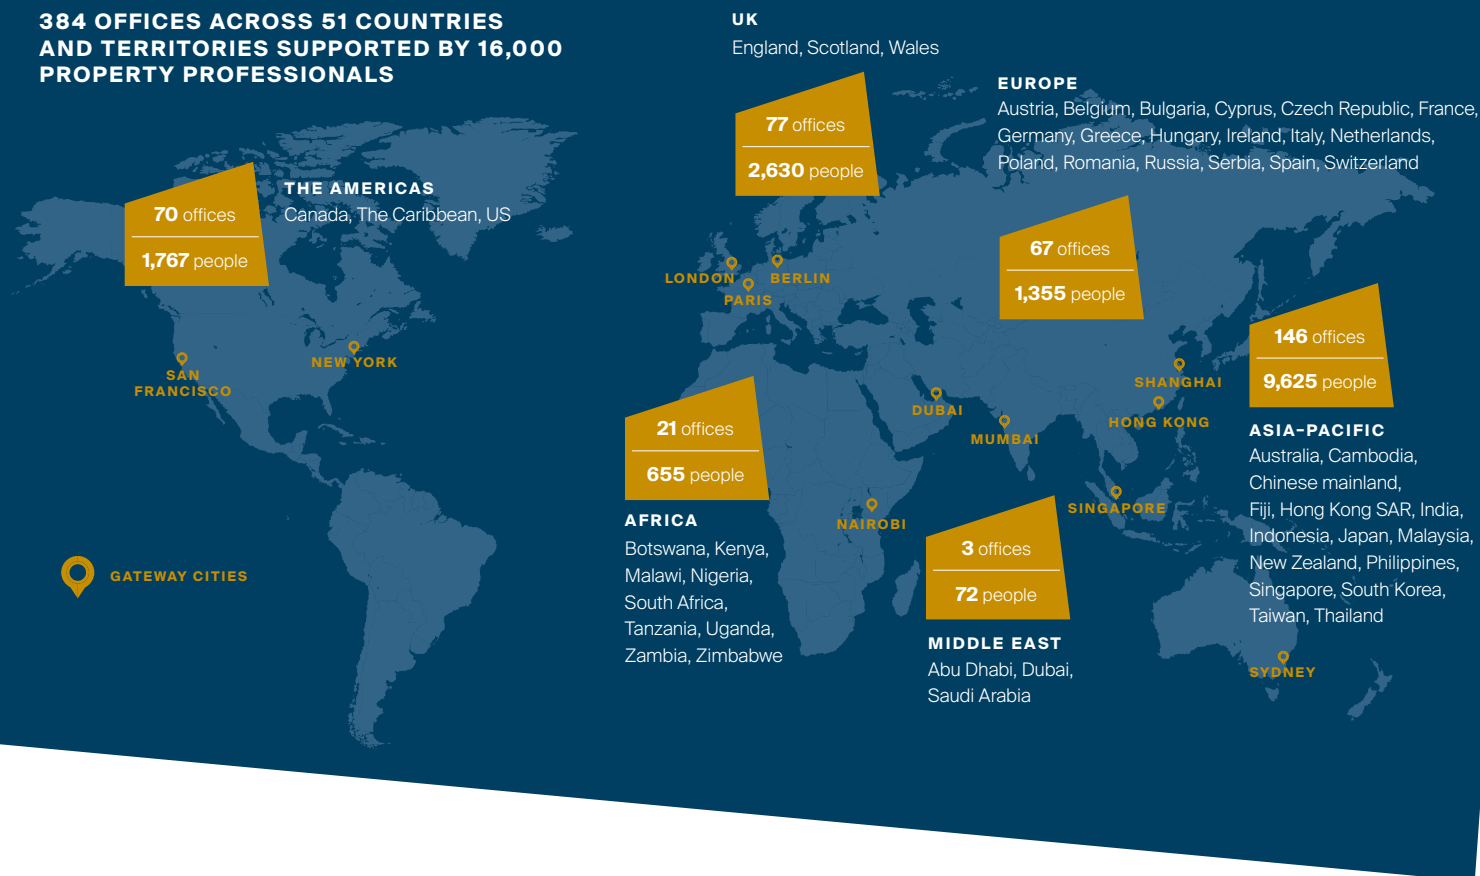 384 OFFICES ACROSS 51 COUNTRIES
AND TERRITORIES SUPPORTED BY 16,000
PROPERTY PROFESSIONALS
UK
England, Scotland, Wales
77 offices
2,630 people
EUROPE
Austria, Belgium, Bulgaria, Cyprus, Czech Republic, France,
Germany, Greece, Hungary, Ireland, Italy, Netherlands,
Poland, Romania, Russia, Serbia, Spain, Switzerland
67 offices
1,355 people
THE AMERICAS
Canada, The Caribbean, US
70 offices
1,767 people
LONDON
BERLIN
PARIS
SAN
FRANCISCO
NEW YORK
DUBAI
MUMBAI
SHANGHAI
HONG KONG
SINGAPORE
NAIROBI
146 offices
9,625 people
ASIA-PACIFIC
Australia, Cambodia,
Chinese mainland,
Fiji, Hong Kong SAR, India,
Indonesia, Japan, Malaysia,
New Zealand, Philippines,
Singapore, South Korea,
Taiwan, Thailand
SYDNEY
21 offices
655 people
AFRICA
Botswana, Kenya,
Malawi, Nigeria,
South Africa,
Tanzania, Uganda,
Zambia, Zimbabwe
3 offices
72 people
MIDDLE EAST
Abu Dhabi, Dubai,
Saudi Arabia
GATEWAY CITIES